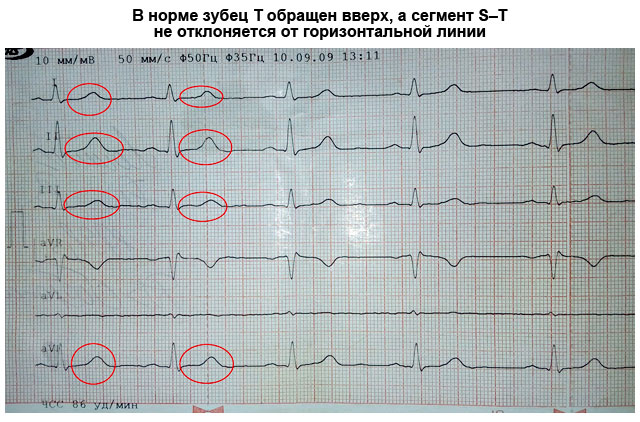 В норме зубец Т обращен вверх, а сегмент S–T
не отклоняется от горизонтальной линии
10 мм/мВ 50 мм/с Ф50Гц Ф35Гц 10.09.09 13:11
I
II
III
aVR
aVL
aVF
ЧСС 86 уд/мин